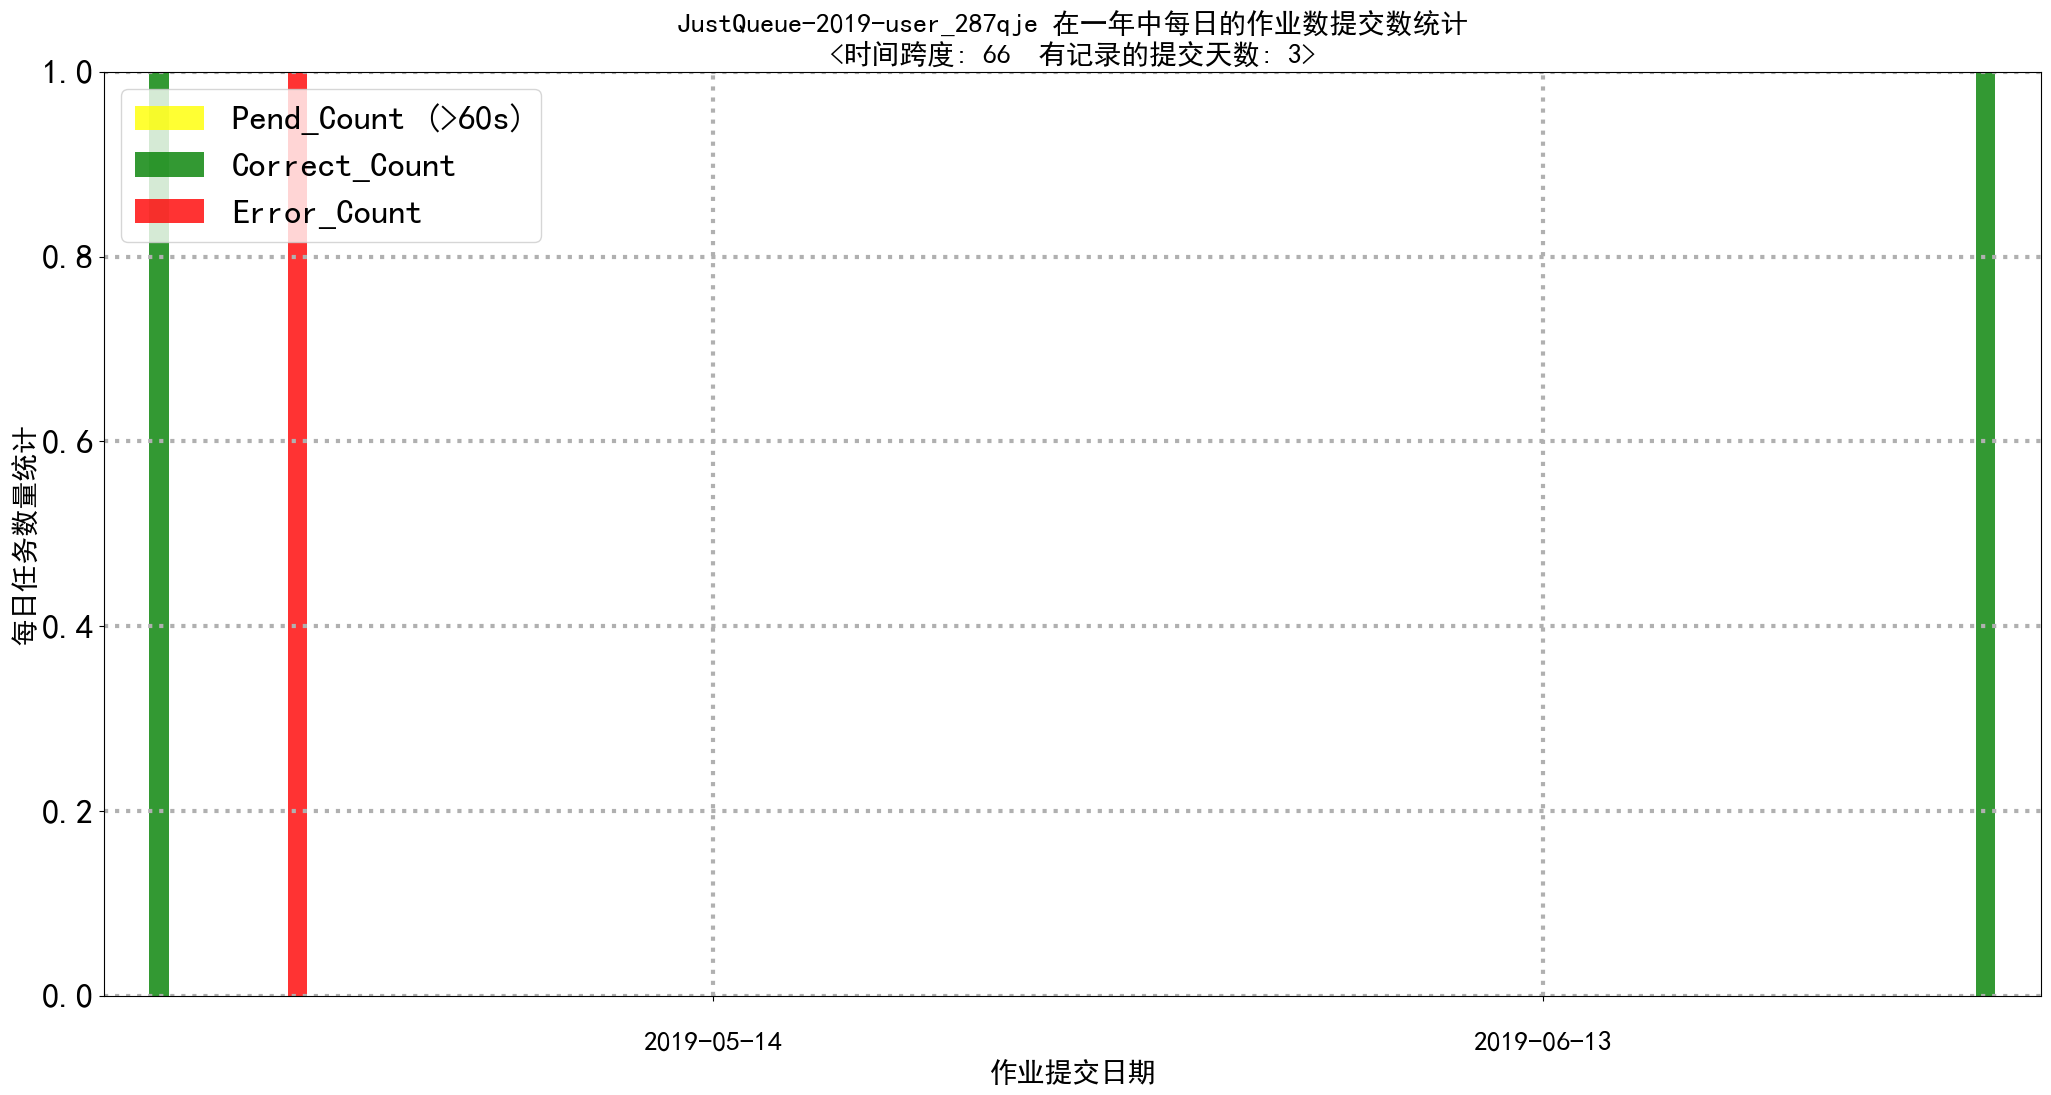 JustQueue-2019-user_287qje 在一年中每日的作业数提交数统计
<时间跨度: 66  有记录的提交天数: 3>
1.0
0.8
0.6
0.4
0.2
0.0
Pend_Count (>60s)
Correct_Count
Error_Count
每日任务数量统计
2019-05-14
2019-06-13
作业提交日期